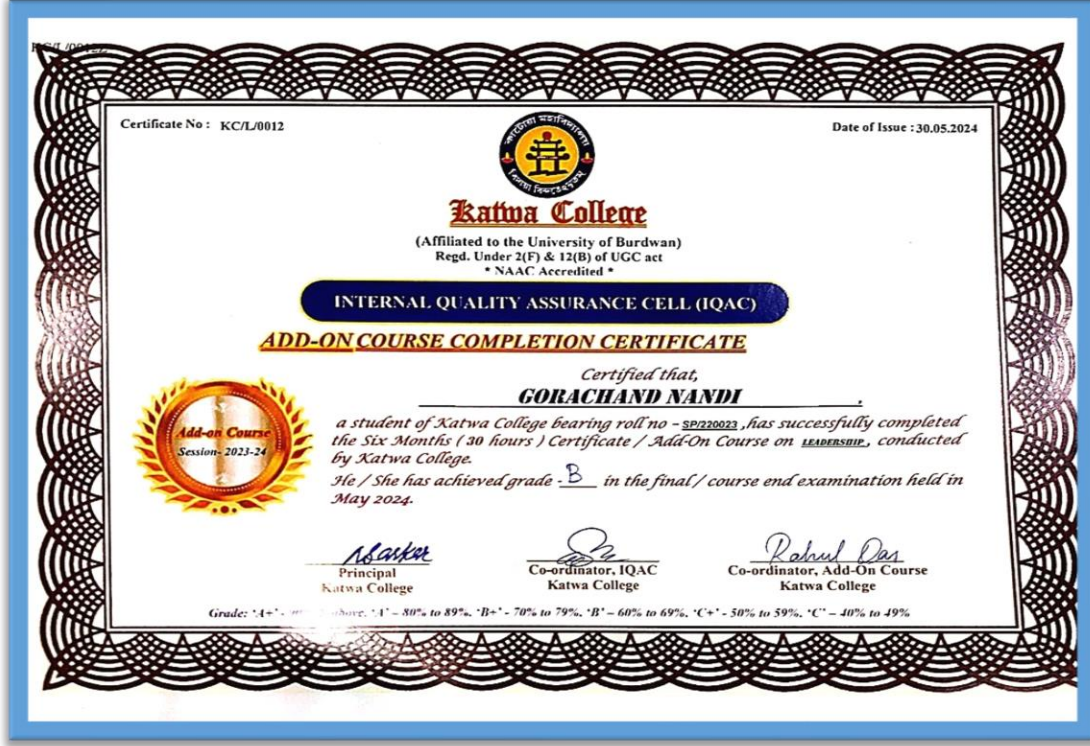 Certificate No : KC/L/0012
Date of Issue : 30.05.2024
কাটোয়া মহাবিদ্যালয়
Katwa College
(Affiliated to the University of Burdwan)
Regd. Under 2(F) & 12(B) of UGC act
* NAAC Accredited *
INTERNAL QUALITY ASSURANCE CELL (IQAC)
ADD-ON COURSE COMPLETION CERTIFICATE
Certified that,
GORACHAND NANDI ,
a student of Katwa College bearing roll no - SP/220023 , has successfully completed
the Six Months ( 30 hours ) Certificate / Add-On Course on LEADERSHIP , conducted
by Katwa College.
He / She has achieved grade - B in the final / course end examination held in
May 2024.
Add-on Course
Session- 2023-24
Principal
Katwa College
Co-ordinator, IQAC
Katwa College
Rahul Das
Co-ordinator, Add-On Course
Katwa College
Grade: 'A+' - above. 'A' – 80% to 89%. 'B+' - 70% to 79%. 'B' – 60% to 69%. 'C+' - 50% to 59%. 'C' – 40% to 49%